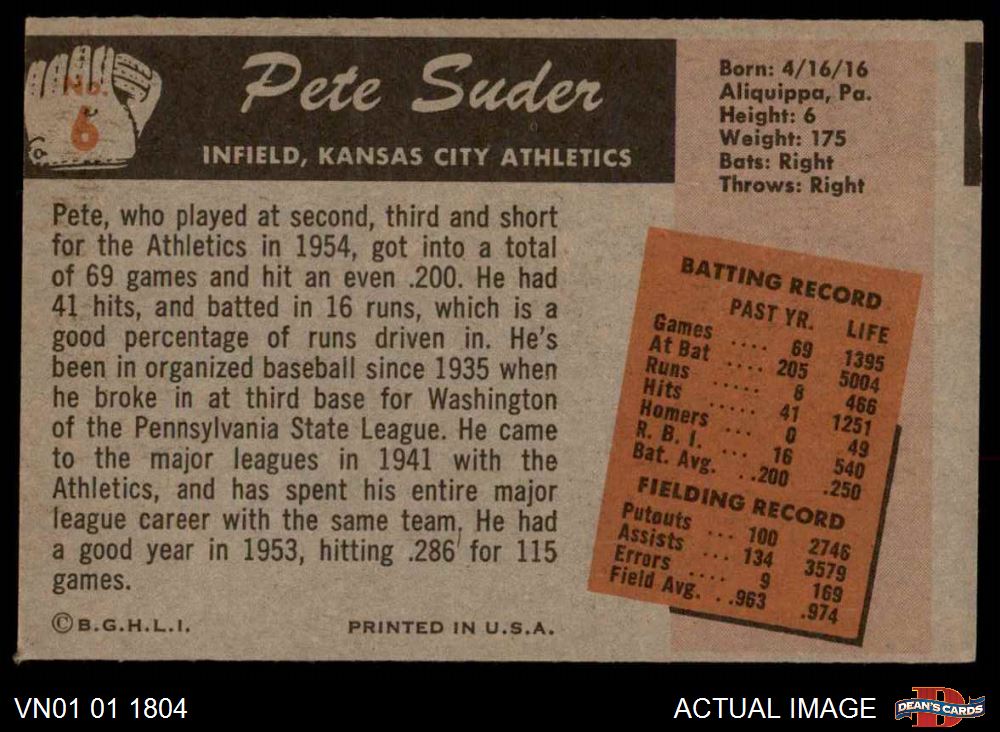 No.
6
Pete Suder
INFIELD, KANSAS CITY ATHLETICS
Born: 4/16/16
Aliquippa, Pa.
Height: 6
Weight: 175
Bats: Right
Throws: Right
Pete, who played at second, third and short
for the Athletics in 1954, got into a total
of 69 games and hit an even .200. He had
41 hits, and batted in 16 runs, which is a
good percentage of runs driven in. He's
been in organized baseball since 1935 when
he broke in at third base for Washington
of the Pennsylvania State League. He came
to the major leagues in 1941 with the
Athletics, and has spent his entire major
league career with the same team. He had
a good year in 1953, hitting .286 for 115
games.
©B.G.H.L.I. PRINTED IN U.S.A.
BATTING RECORD
PAST YR. LIFE
Games .... 69 1395
At Bat .... 205 5004
Runs ..... 8 466
Hits ..... 41 1251
Homers ... 0 49
R. B. I. ... 16 540
Bat. Avg. . .200 .250
FIELDING RECORD
Putouts .... 100 2746
Assists ... 134 3579
Errors .... 9 169
Field Avg. . .963 .974
VN01 01 1804 ACTUAL IMAGE
DEAN'S CARDS